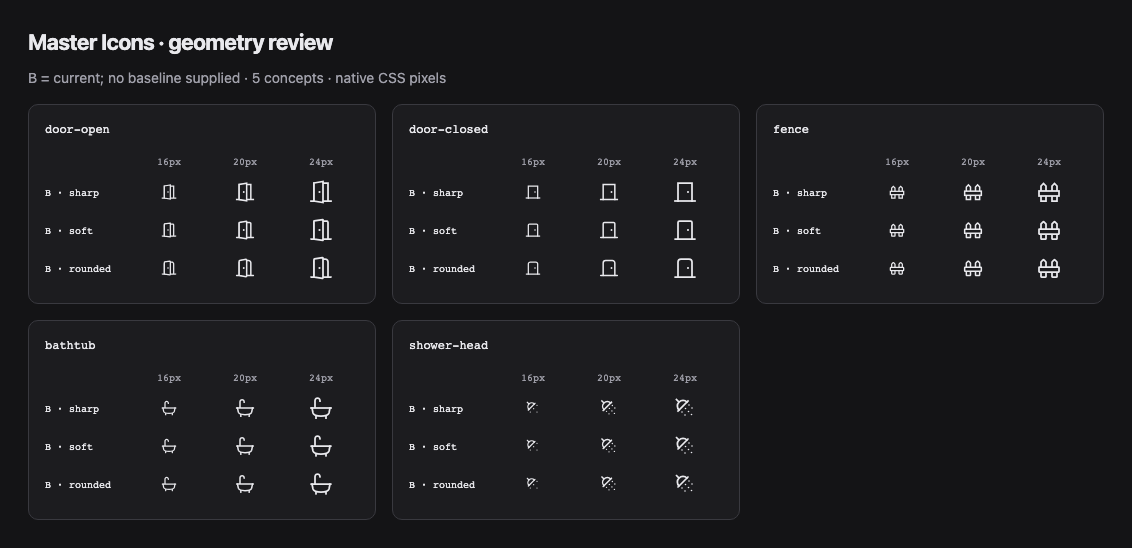 Master Icons · geometry review
B = current; no baseline supplied · 5 concepts · native CSS pixels
door-open
16px 20px 24px
B · sharp
B · soft
B · rounded
door-closed
16px 20px 24px
B · sharp
B · soft
B · rounded
fence
16px 20px 24px
B · sharp
B · soft
B · rounded
bathtub
16px 20px 24px
B · sharp
B · soft
B · rounded
shower-head
16px 20px 24px
B · sharp
B · soft
B · rounded